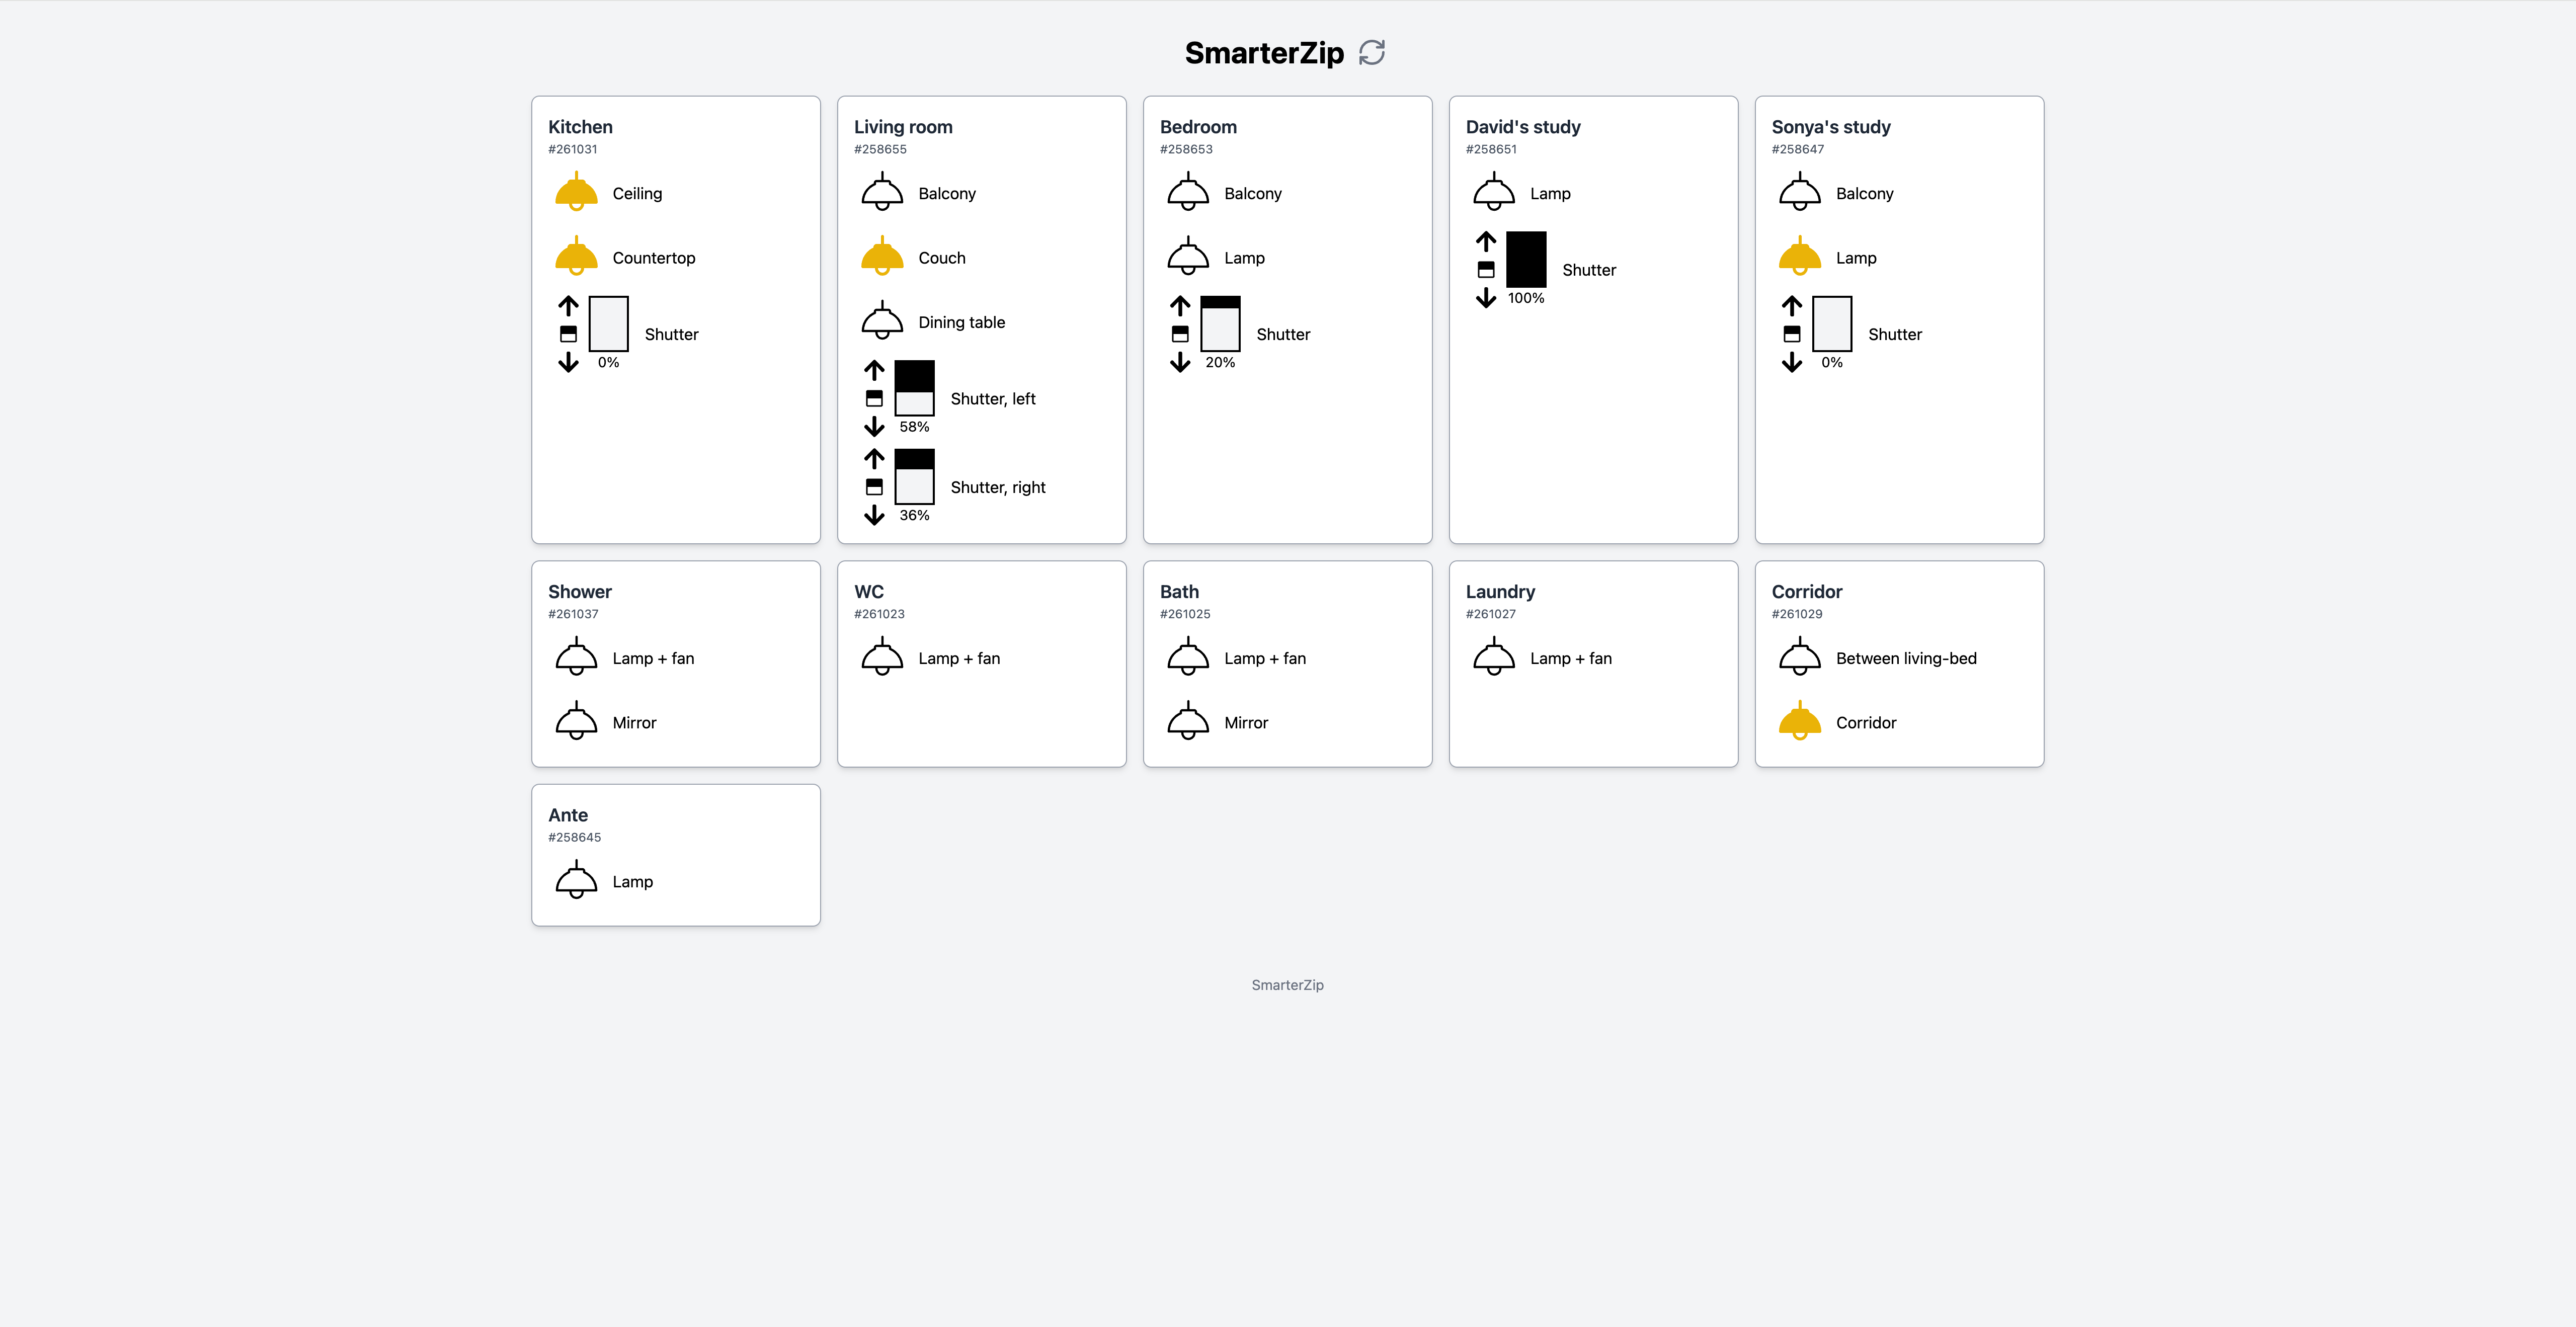 SmarterZip
Kitchen
#261031
Ceiling
Countertop
Shutter
0%
Living room
#258655
Balcony
Couch
Dining table
Shutter, left
58%
Shutter, right
36%
Bedroom
#258653
Balcony
Lamp
Shutter
20%
David's study
#258651
Lamp
Shutter
100%
Sonya's study
#258647
Balcony
Lamp
Shutter
0%
Shower
#261037
Lamp + fan
Mirror
WC
#261023
Lamp + fan
Bath
#261025
Lamp + fan
Mirror
Laundry
#261027
Lamp + fan
Corridor
#261029
Between living-bed
Corridor
Ante
#258645
Lamp
SmarterZip